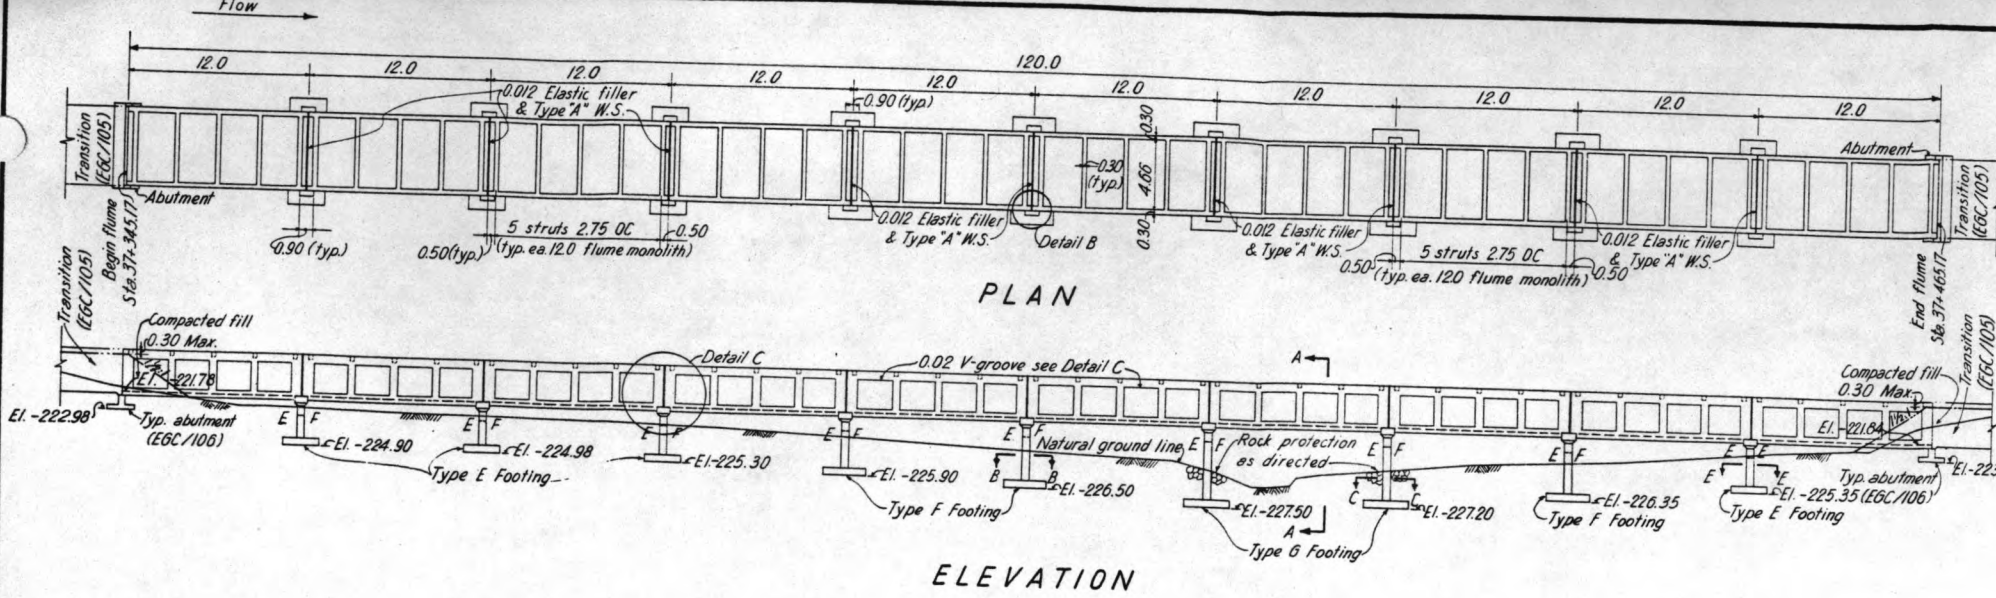 Flow
120.0
12.0 12.0 12.0 12.0 12.0 12.0 12.0 12.0 12.0 12.0
0.012 Elastic filler
& Type "A" W.S.
0.90 (typ.)
0.30
Transition
(EGC/105)
0.30
(typ.)
4.66
Abutment
Transition
(EGC/105)
Abutment
Begin flume
Sta. 37+345.17
0.90 (typ.)
0.50 (typ.)
5 struts 2.75 OC
(typ. ea. 12.0 flume monolith)
0.50
0.012 Elastic filler
& Type "A" W.S.
Detail B
0.30
0.012 Elastic filler
& Type "A" W.S.
0.50
5 struts 2.75 OC
(typ. ea. 12.0 flume monolith)
0.50
0.012 Elastic filler
& Type "A" W.S.
End flume
Sta. 37+465.17
PLAN
Transition
(EGC/105)
Compacted fill
0.30 Max.
El. -221.78
El. -222.98
Typ. abutment
(EGC/106)
Detail C
0.02 V-groove see Detail C
A
Compacted fill
0.30 Max.
Transition
(EGC/105)
1½:1
El. -221.84
E F E F E F E F E F E F E F E F E E
Natural ground line
Rock protection
as directed
El. -224.90
El. -224.98
El. -225.30
El. -225.90
B B
El. -226.50
El. -227.50
C C
El. -227.20
El. -226.35
E E
El. -225.35
Typ. abutment
(EGC/106)
El. -223
Type E Footing
Type F Footing
A
Type G Footing
Type F Footing
Type E Footing
ELEVATION